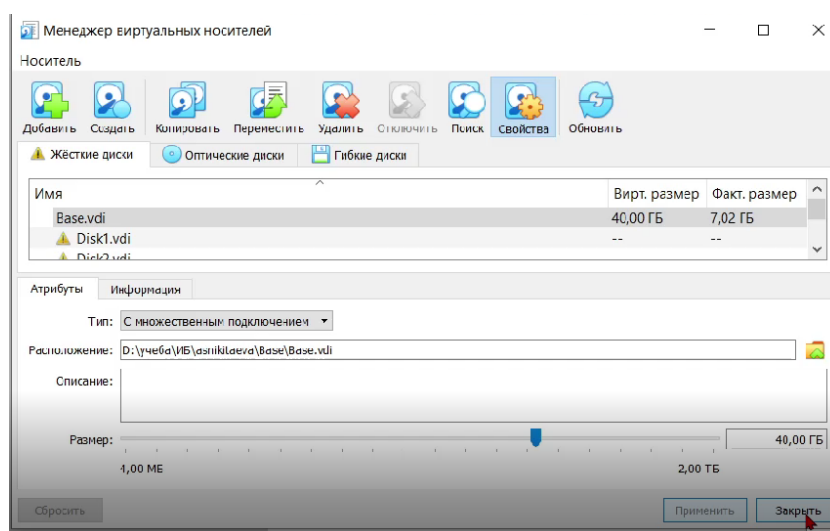 Менеджер виртуальных носителей
Носитель
Добавить Создать Копировать Переместить Удалить Отключить Поиск Свойства Обновить
Жёсткие диски Оптические диски Гибкие диски
Имя Вирт. размер Факт. размер
Base.vdi 40,00 ГБ 7,02 ГБ
Disk1.vdi -- --
Disk2.vdi
Атрибуты Информация
Тип: С множественным подключением
Расположение: D:\учеба\ИБ\asnikitaeva\Base\Base.vdi
Описание:
Размер: 40,00 ГБ
4,00 МБ 2,00 ТБ
Сбросить Применить Закрыть